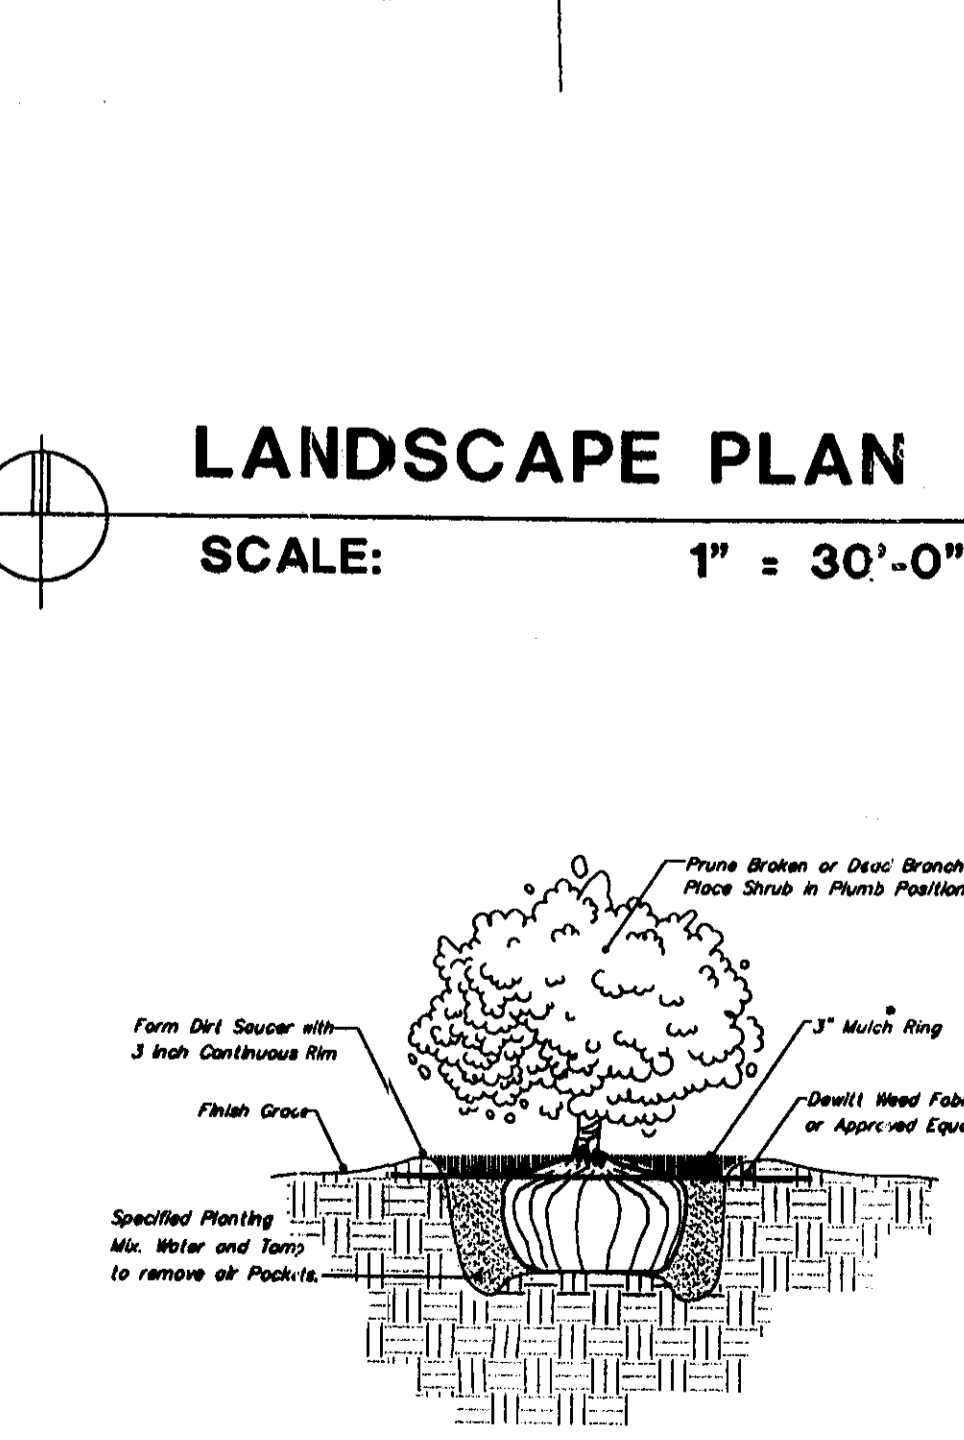 LANDSCAPE PLAN
SCALE: 1" = 30'-0"
Prune Broken or Dead Branch
Place Shrub in Plumb Position
Form Dirt Saucer with
3 Inch Continuous Rim
3" Mulch Ring
Finish Grade
Dewitt Weed Fab
or Approved Equa
Specified Planting
Mix. Water and Tamp
to remove air Pockets.